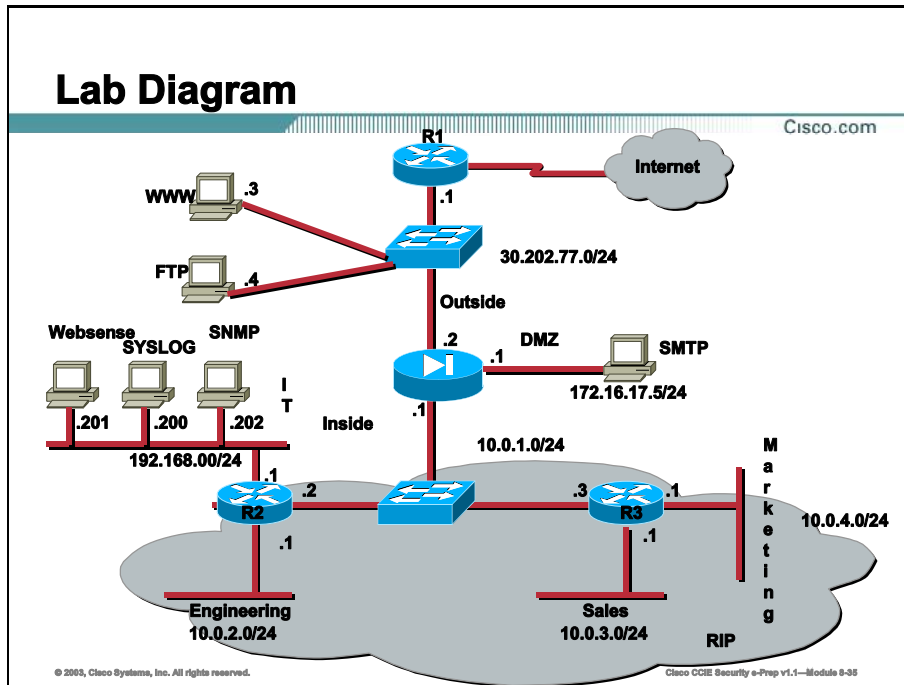 Lab Diagram
Cisco.com
R1
Internet
.1
WWW
.3
30.202.77.0/24
FTP
.4
Outside
Websense
SYSLOG
SNMP
.2
DMZ
.1
SMTP
172.16.17.5/24
IT
.201
.200
.202
.1
Inside
10.0.1.0/24
192.168.00/24
Marketing
.1
.2
R2
.3
R3
.1
10.0.4.0/24
.1
.1
Engineering
10.0.2.0/24
Sales
10.0.3.0/24
RIP
© 2003, Cisco Systems, Inc. All rights reserved.
Cisco CCIE Security e-Prep v1.1—Module 8-35